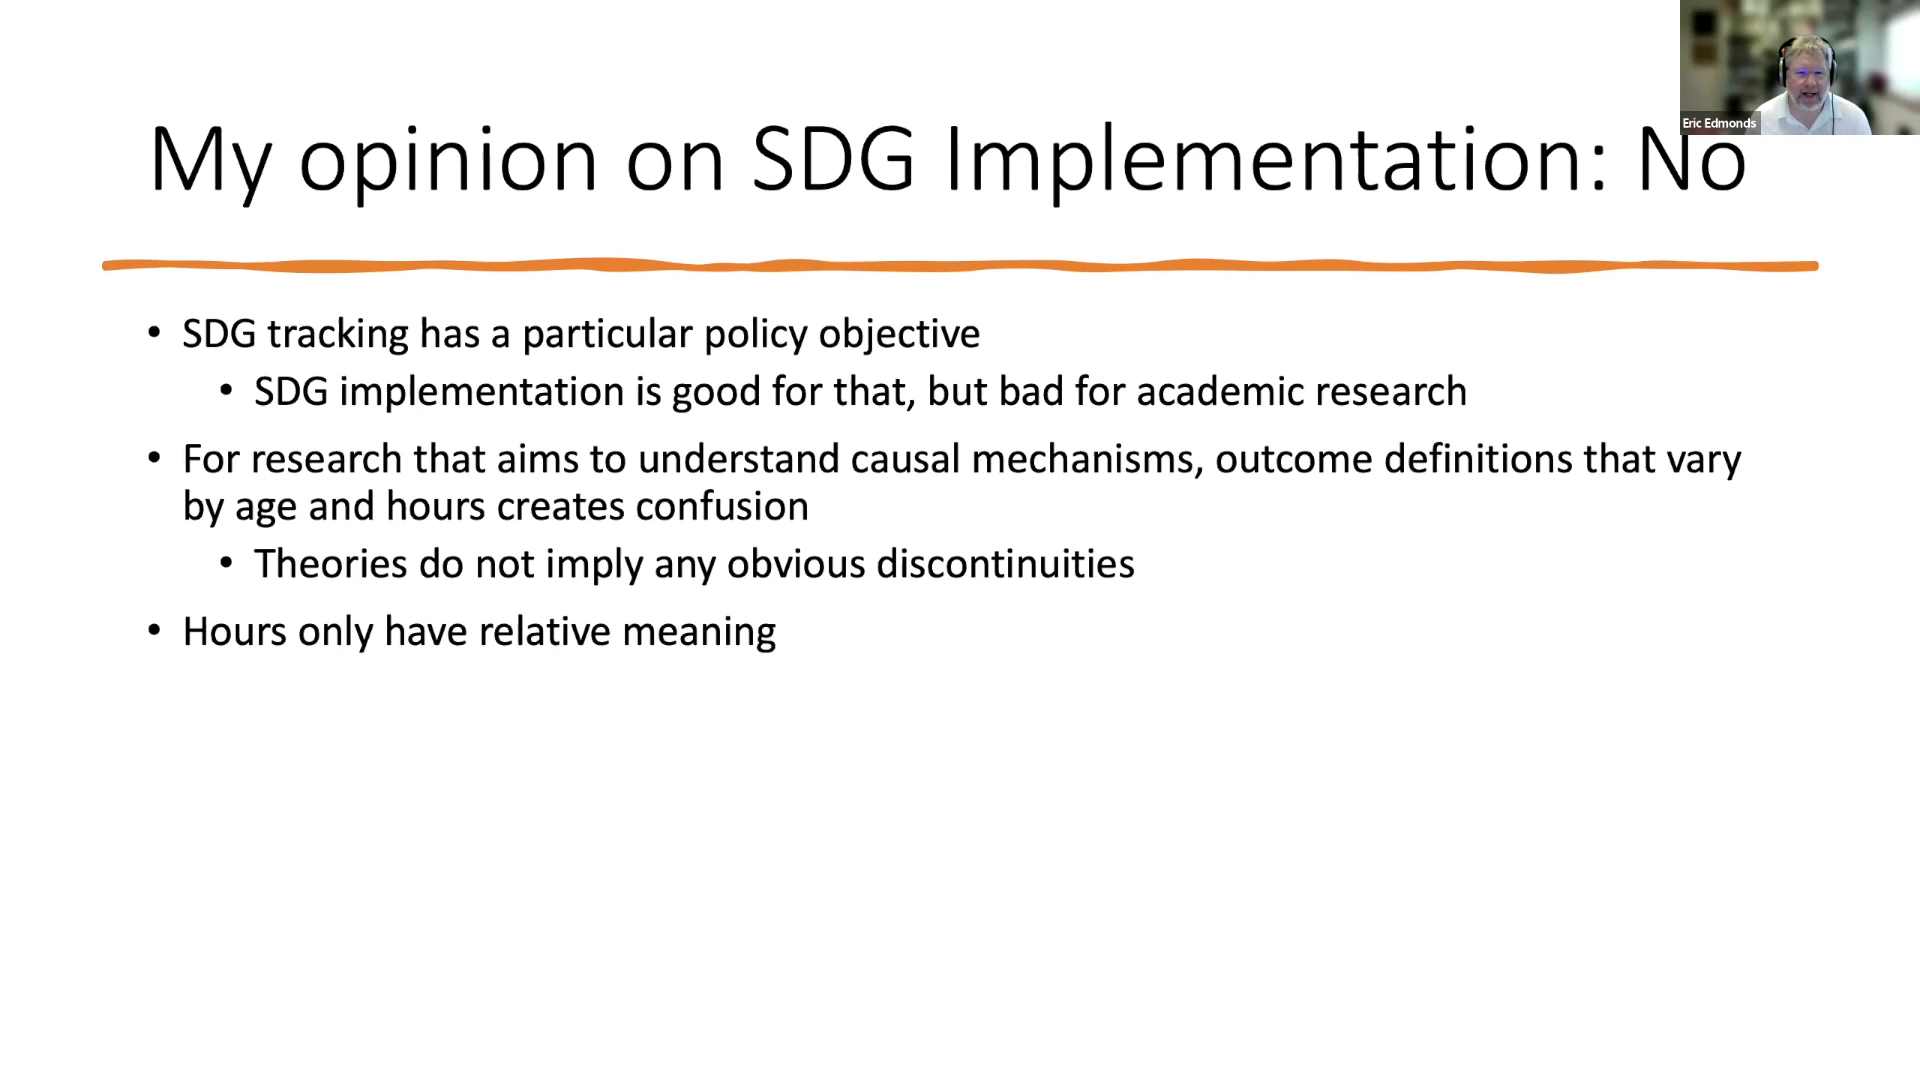 Eric Edmonds
My opinion on SDG Implementation: No
• SDG tracking has a particular policy objective
• SDG implementation is good for that, but bad for academic research
• For research that aims to understand causal mechanisms, outcome definitions that vary
by age and hours creates confusion
• Theories do not imply any obvious discontinuities
• Hours only have relative meaning